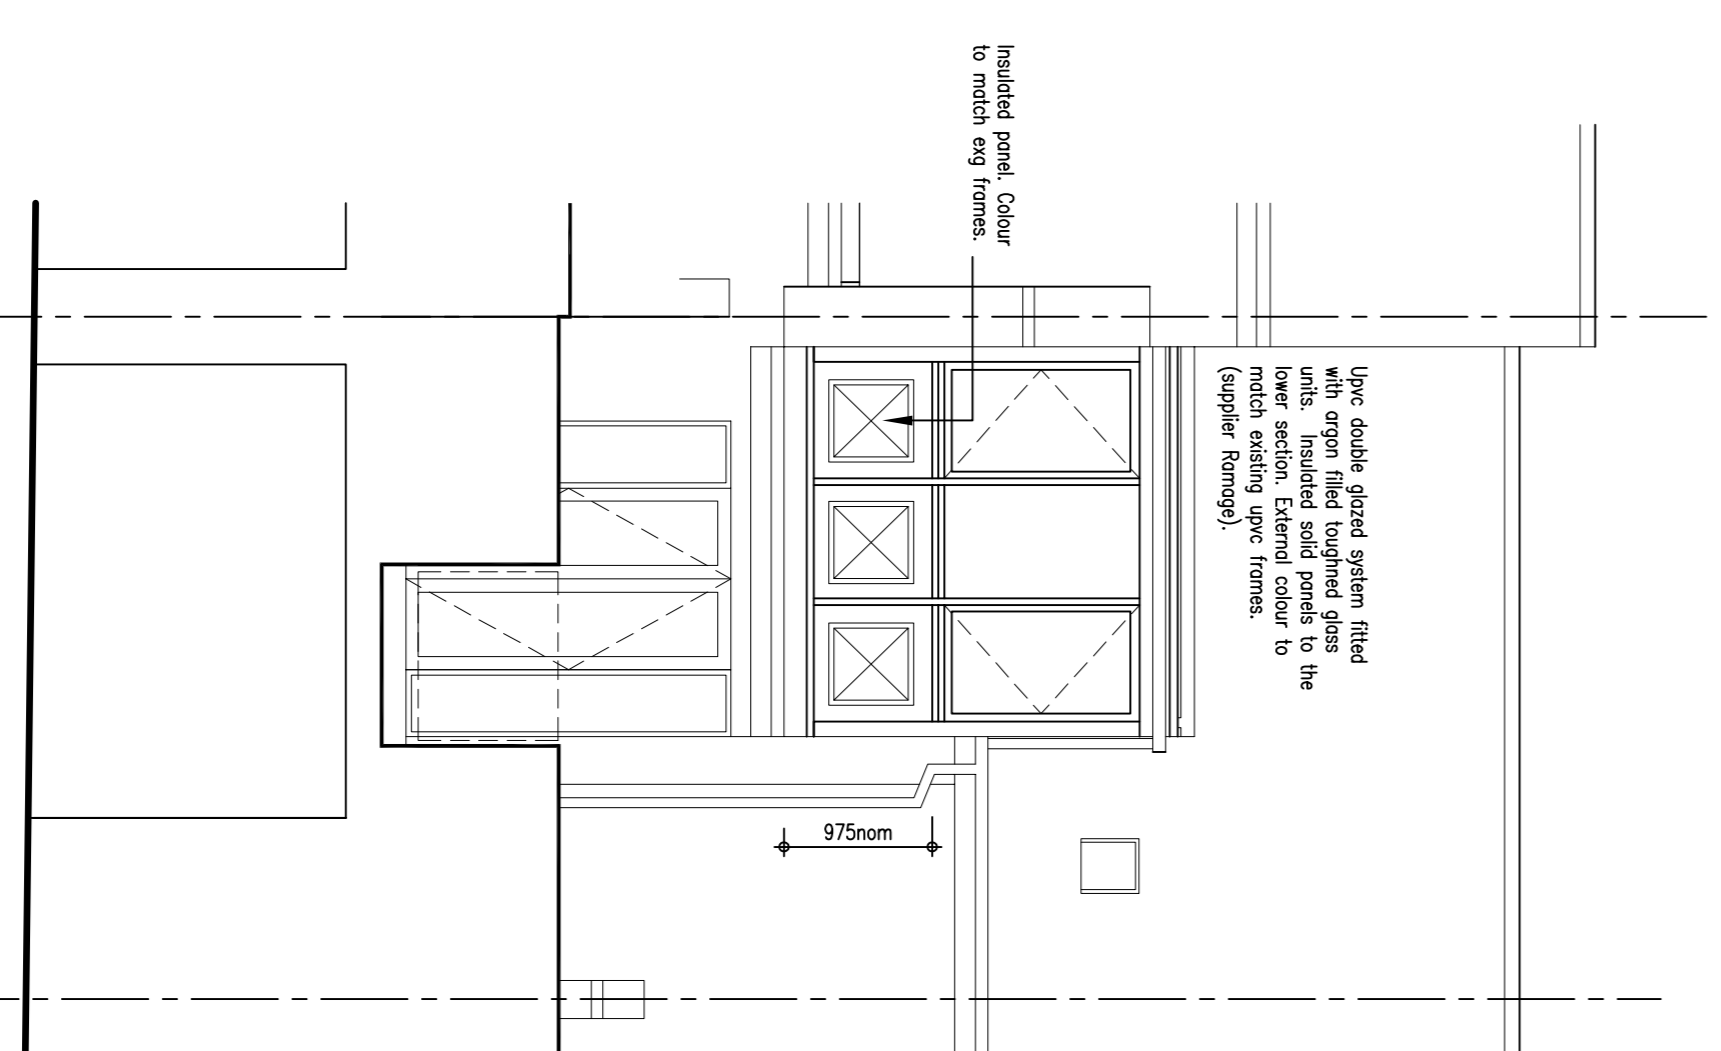 Insulated panel. Colour
to match exg frames.
Upvc double glazed system fitted
with argon filled toughned glass
units. Insulated solid panels to the
lower section. External colour to
match existing upvc frames.
(supplier Ramage).
975nom